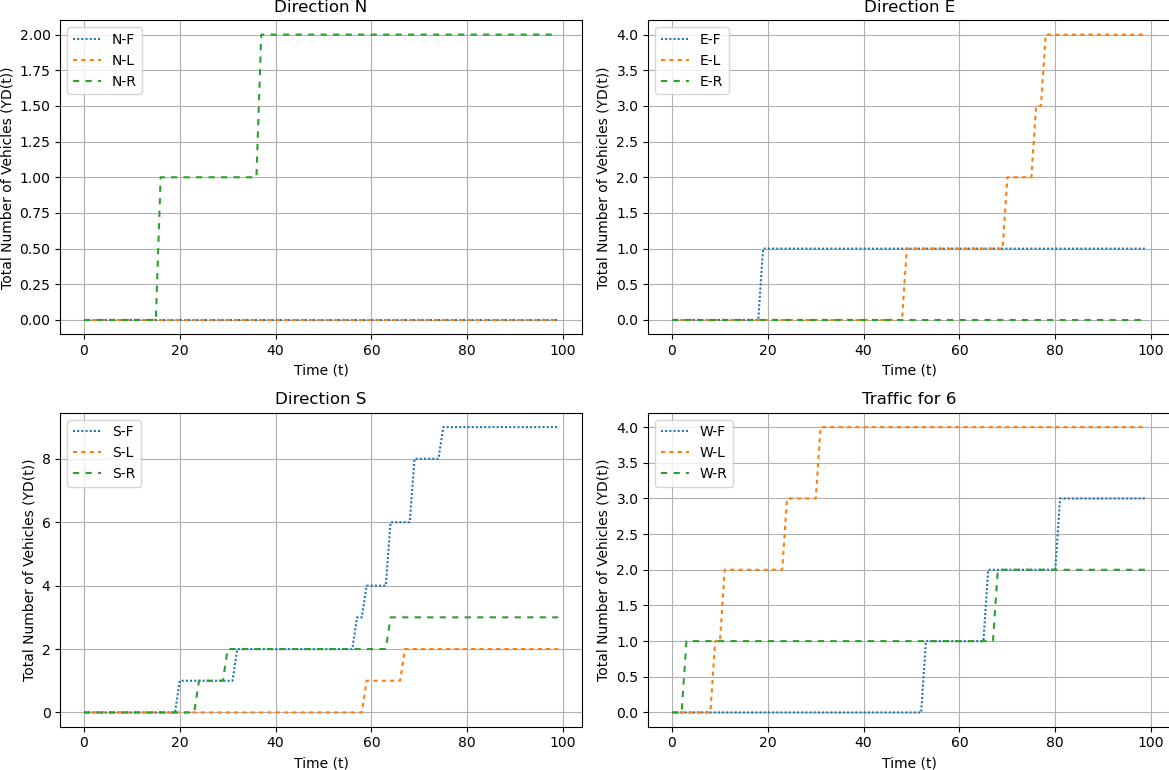 Direction N
Total Number of Vehicles (YD(t))
2.00
1.75
1.50
1.25
1.00
0.75
0.50
0.25
0.00
N-F
N-L
N-R
0 20 40 60 80 100
Time (t)
Direction E
Total Number of Vehicles (YD(t))
4.0
3.5
3.0
2.5
2.0
1.5
1.0
0.5
0.0
E-F
E-L
E-R
0 20 40 60 80 100
Time (t)
Direction S
Total Number of Vehicles (YD(t))
8
6
4
2
0
S-F
S-L
S-R
0 20 40 60 80 100
Time (t)
Traffic for 6
Total Number of Vehicles (YD(t))
4.0
3.5
3.0
2.5
2.0
1.5
1.0
0.5
0.0
W-F
W-L
W-R
0 20 40 60 80 100
Time (t)